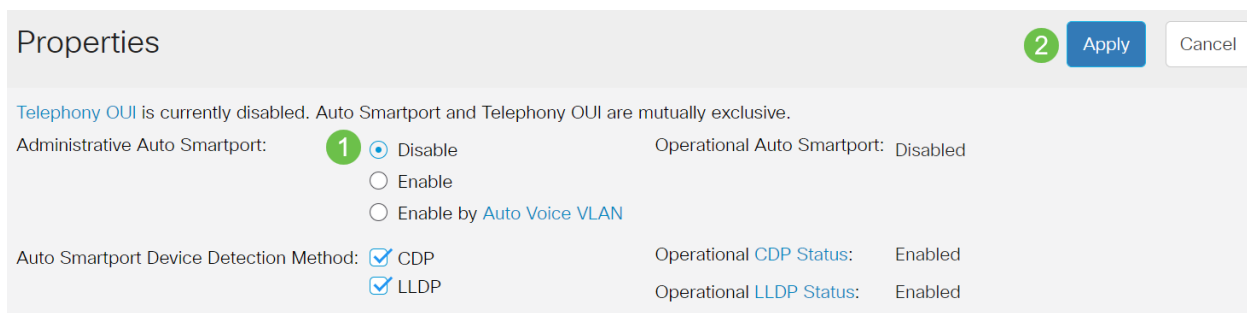 Properties
2 Apply Cancel
Telephony OUI is currently disabled. Auto Smartport and Telephony OUI are mutually exclusive.
Administrative Auto Smartport: 1 Disable Operational Auto Smartport: Disabled
Enable
Enable by Auto Voice VLAN
Auto Smartport Device Detection Method: CDP Operational CDP Status: Enabled
LLDP Operational LLDP Status: Enabled